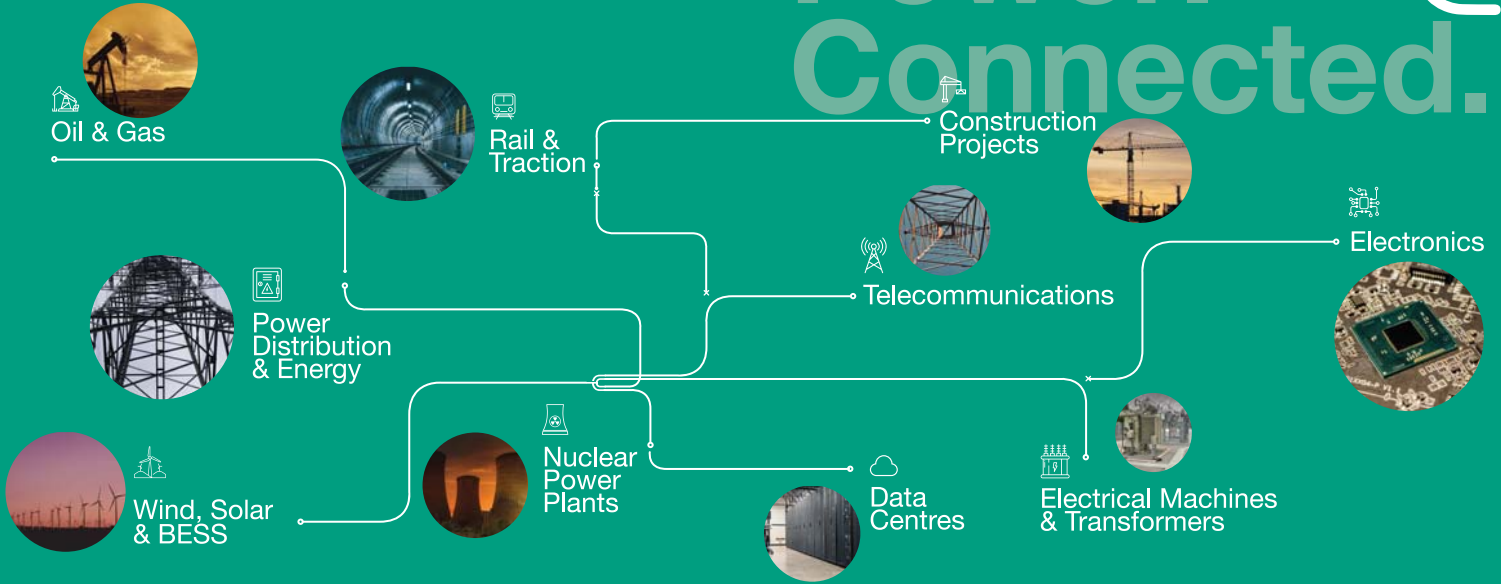 Connected.
Oil & Gas
Rail &
Traction
Construction
Projects
Electronics
Telecommunications
Power
Distribution
& Energy
Nuclear
Power
Plants
Wind, Solar
& BESS
Data
Centres
Electrical Machines
& Transformers